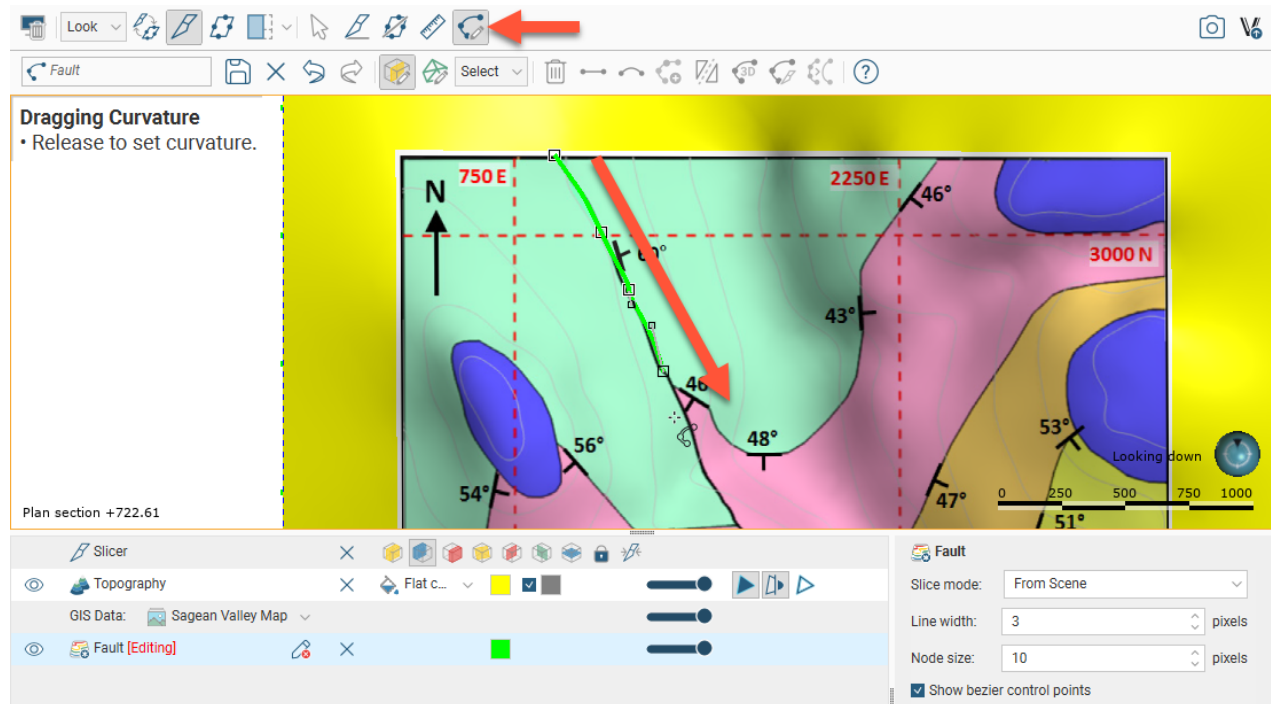 Look
Fault
Select
3D
Dragging Curvature
• Release to set curvature.
750 E
2250 E
N
46°
60°
3000 N
43°
46
48°
56°
53°
54°
47°
51°
Looking down
0 250 500 750 1000
Plan section +722.61
Slicer
Topography
Flat c...
GIS Data: Sagean Valley Map
Fault [Editing]
Fault
Slice mode: From Scene
Line width: 3 pixels
Node size: 10 pixels
Show bezier control points